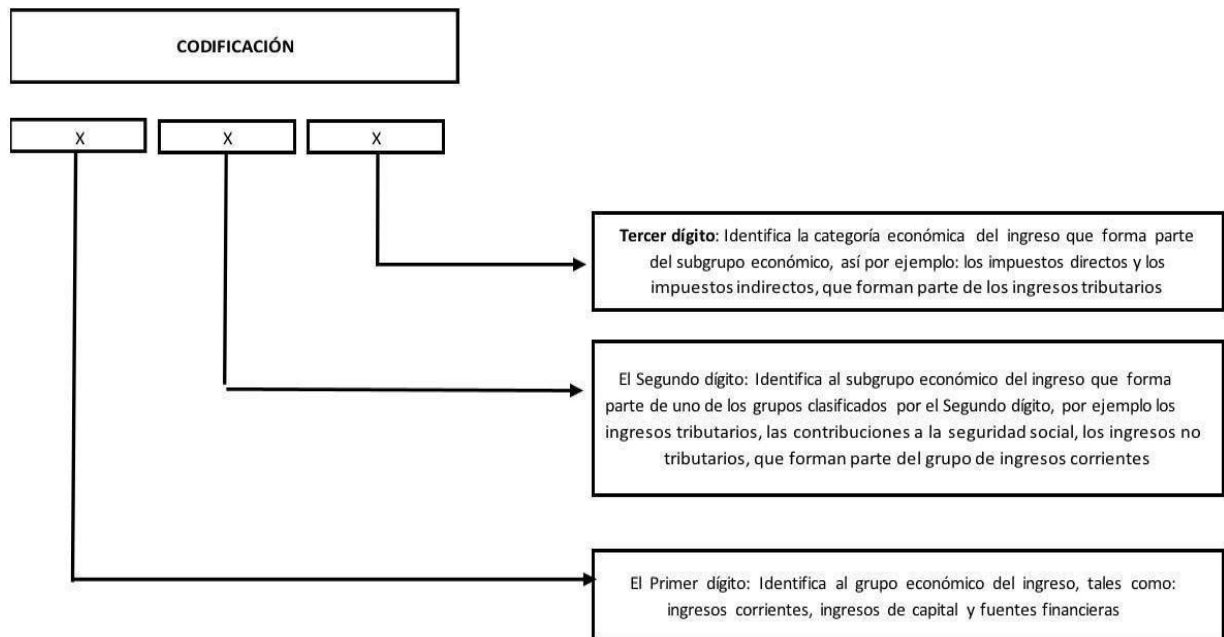 CODIFICACIÓN
X X X
Tercer dígito: Identifica la categoría económica del ingreso que forma parte
del subgrupo económico, así por ejemplo: los impuestos directos y los
impuestos indirectos, que forman parte de los ingresos tributarios
El Segundo dígito: Identifica al subgrupo económico del ingreso que forma
parte de uno de los grupos clasificados por el Segundo dígito, por ejemplo los
ingresos tributarios, las contribuciones a la seguridad social, los ingresos no
tributarios, que forman parte del grupo de ingresos corrientes
El Primer dígito: Identifica al grupo económico del ingreso, tales como:
ingresos corrientes, ingresos de capital y fuentes financieras